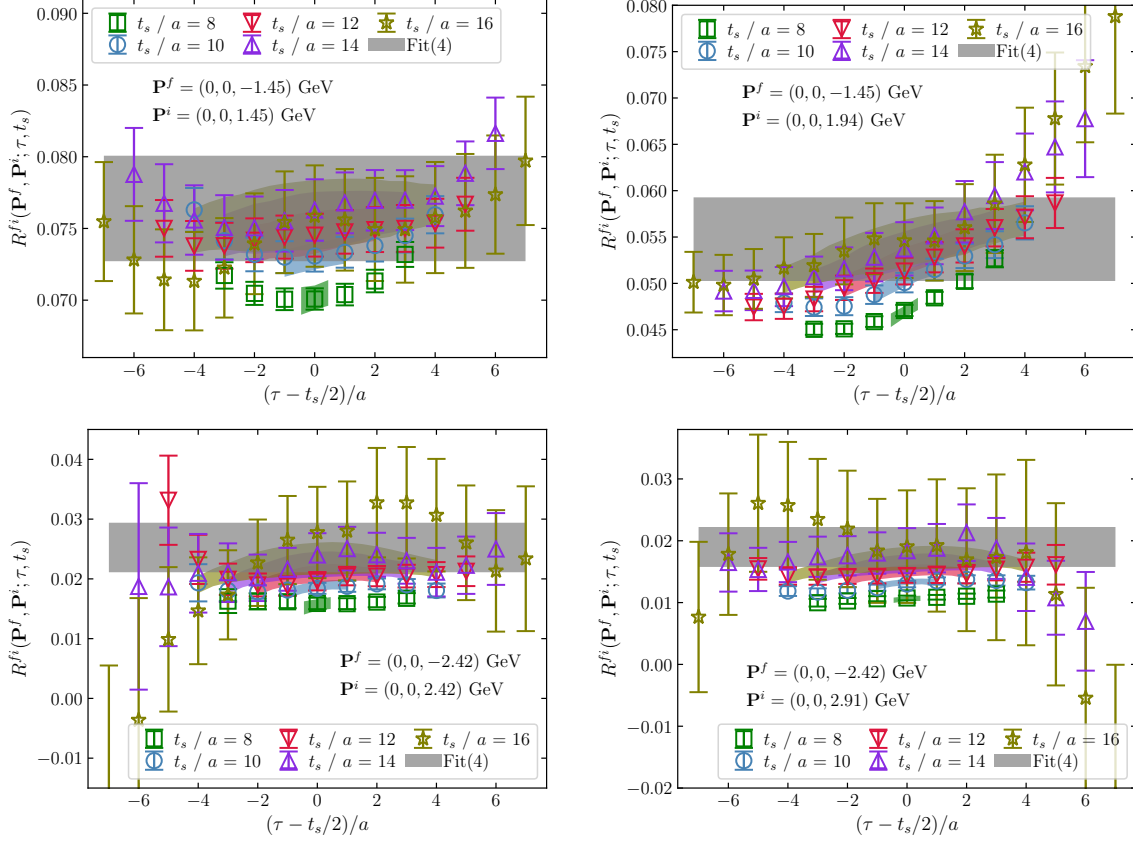 0.090
0.085
0.080
0.075
0.070
R^{fi}(P^f, P^i; τ, t_s)
t_s / a = 8
t_s / a = 12
t_s / a = 16
t_s / a = 10
t_s / a = 14
Fit(4)
P^f = (0, 0, −1.45) GeV
P^i = (0, 0, 1.45) GeV
−6 −4 −2 0 2 4 6
(τ − t_s/2)/a
0.080
0.075
0.070
0.065
0.060
0.055
0.050
0.045
R^{fi}(P^f, P^i; τ, t_s)
t_s / a = 8
t_s / a = 12
t_s / a = 16
t_s / a = 10
t_s / a = 14
Fit(4)
P^f = (0, 0, −1.45) GeV
P^i = (0, 0, 1.94) GeV
−6 −4 −2 0 2 4 6
(τ − t_s/2)/a
0.04
0.03
0.02
0.01
0.00
−0.01
R^{fi}(P^f, P^i; τ, t_s)
P^f = (0, 0, −2.42) GeV
P^i = (0, 0, 2.42) GeV
t_s / a = 8
t_s / a = 12
t_s / a = 16
t_s / a = 10
t_s / a = 14
Fit(4)
−6 −4 −2 0 2 4 6
(τ − t_s/2)/a
0.03
0.02
0.01
0.00
−0.01
−0.02
R^{fi}(P^f, P^i; τ, t_s)
P^f = (0, 0, −2.42) GeV
P^i = (0, 0, 2.91) GeV
t_s / a = 8
t_s / a = 12
t_s / a = 16
t_s / a = 10
t_s / a = 14
Fit(4)
−6 −4 −2 0 2 4 6
(τ − t_s/2)/a